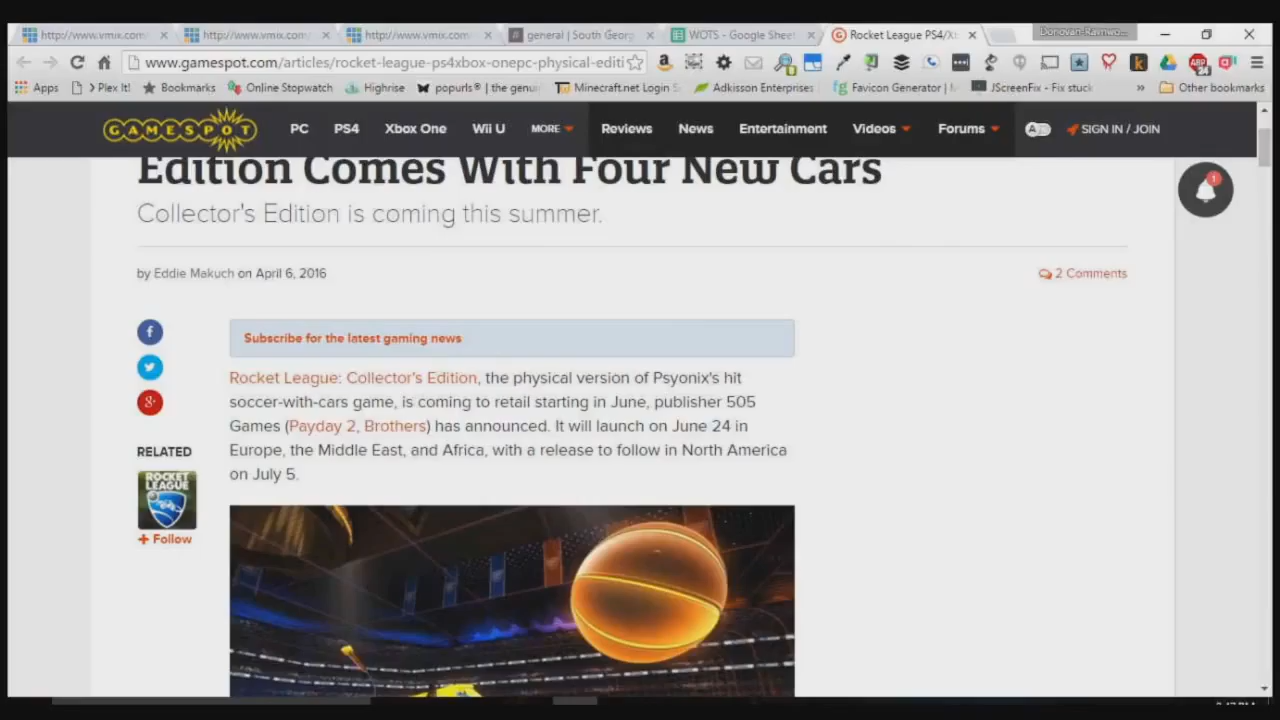 http://www.vmix.com/
http://www.vmix.com/
http://www.vmix.com/
general | South Georg
WOTS - Google Sheet
Rocket League PS4/Xb
www.gamespot.com/articles/rocket-league-ps4xbox-onepc-physical-editi
Apps
Plex It!
Bookmarks
Online Stopwatch
Highrise
popurls® | the genui
Minecraft.net Login S
Adkisson Enterprises
Favicon Generator |
JScreenFix - Fix stuck
»
Other bookmarks
GAMESPOT
PC
PS4
Xbox One
Wii U
MORE
Reviews
News
Entertainment
Videos
Forums
SIGN IN / JOIN
Edition Comes With Four New Cars
Collector's Edition is coming this summer.
1
by Eddie Makuch on April 6, 2016
2 Comments
Subscribe for the latest gaming news
Rocket League: Collector's Edition, the physical version of Psyonix's hit
soccer-with-cars game, is coming to retail starting in June, publisher 505
Games (Payday 2, Brothers) has announced. It will launch on June 24 in
Europe, the Middle East, and Africa, with a release to follow in North America
on July 5.
RELATED
ROCKET
LEAGUE
+ Follow